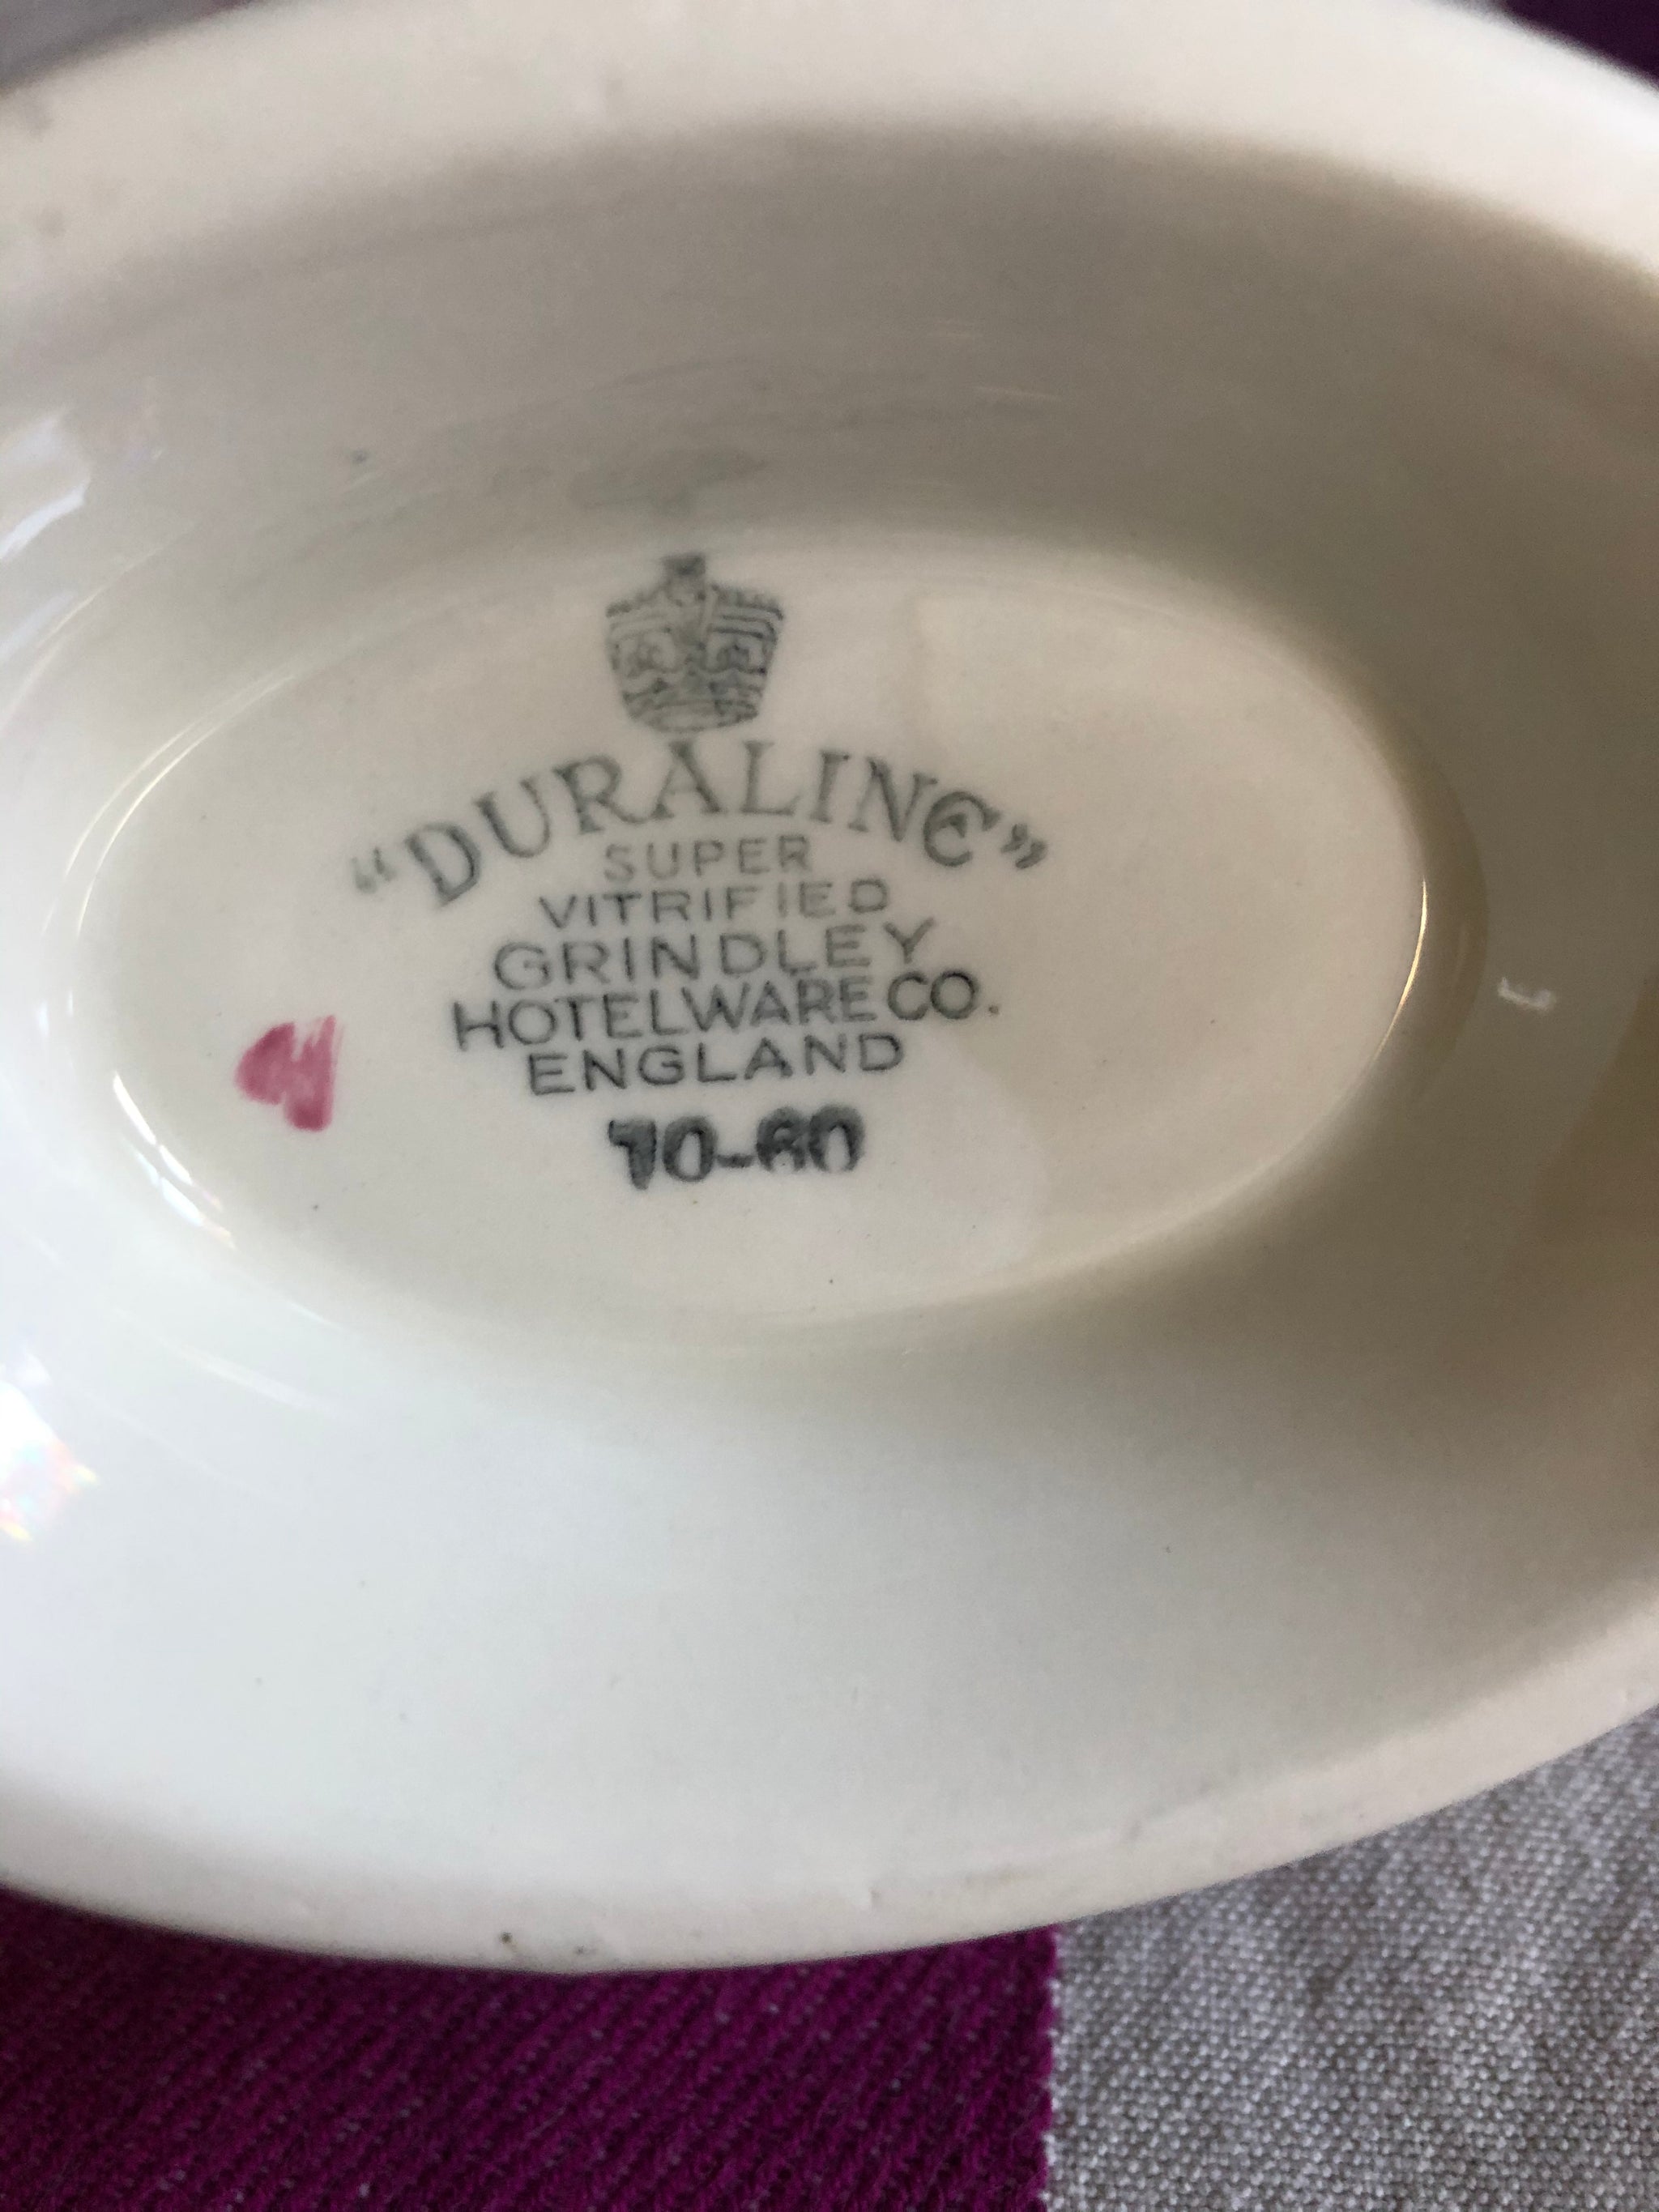 "DURALINE"
SUPER
VITRIFIED
GRINDLEY
HOTELWARE CO.
ENGLAND
10-60